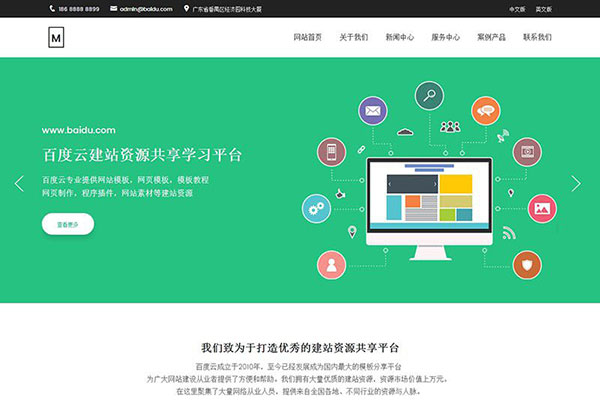 186 8888 8899 admin@baidu.com 广东省番禺区经济园科技大厦 中文版 英文版
M 网站首页 关于我们 新闻中心 服务中心 案例产品 联系我们
www.baidu.com
百度云建站资源共享学习平台
百度云专业提供网站模板，网页模板，模板教程
网页制作，程序插件，网站素材等建站资源
查看更多
我们致为于打造优秀的建站资源共享平台
百度云成立于2010年，至今已经发展成为国内最大的模板分享平台
为广大网站建设从业者提供了方便和帮助。我们拥有大量优质的建站资源，资源市场价值上万元。
在这里聚集了大量网络从业人员，提供来自全国各地，不同行业的资源与人脉。